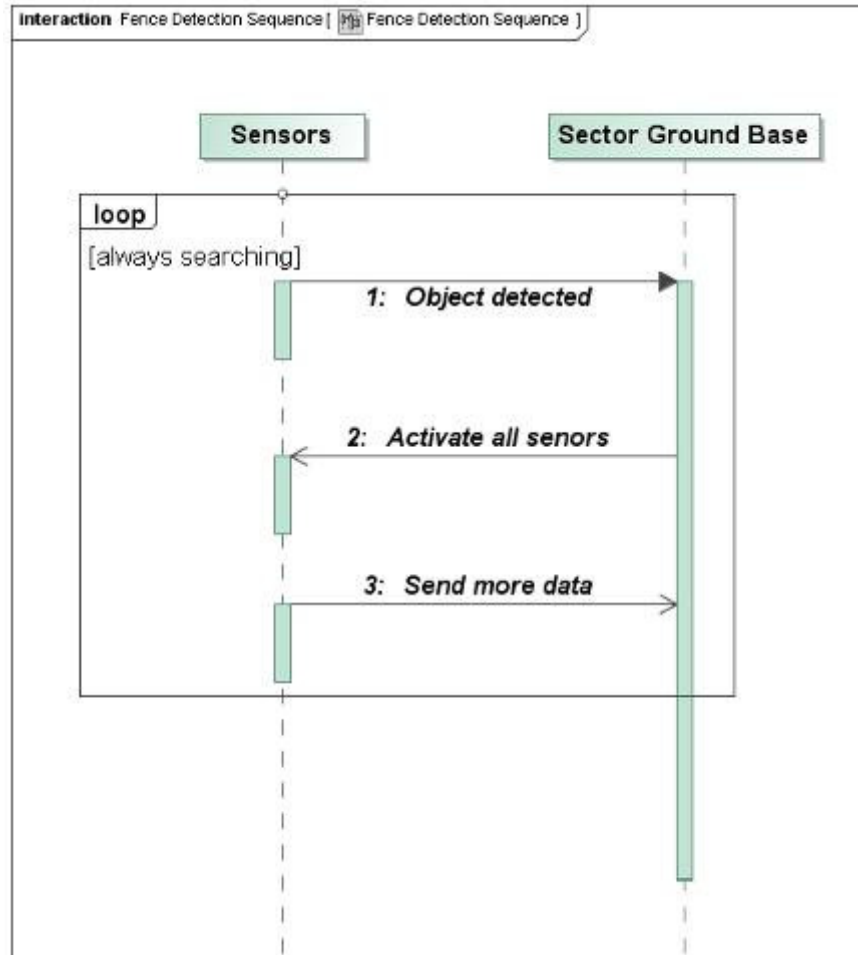 interaction Fence Detection Sequence [ Fence Detection Sequence ]
Sensors
Sector Ground Base
loop
[always searching]
1: Object detected
2: Activate all senors
3: Send more data